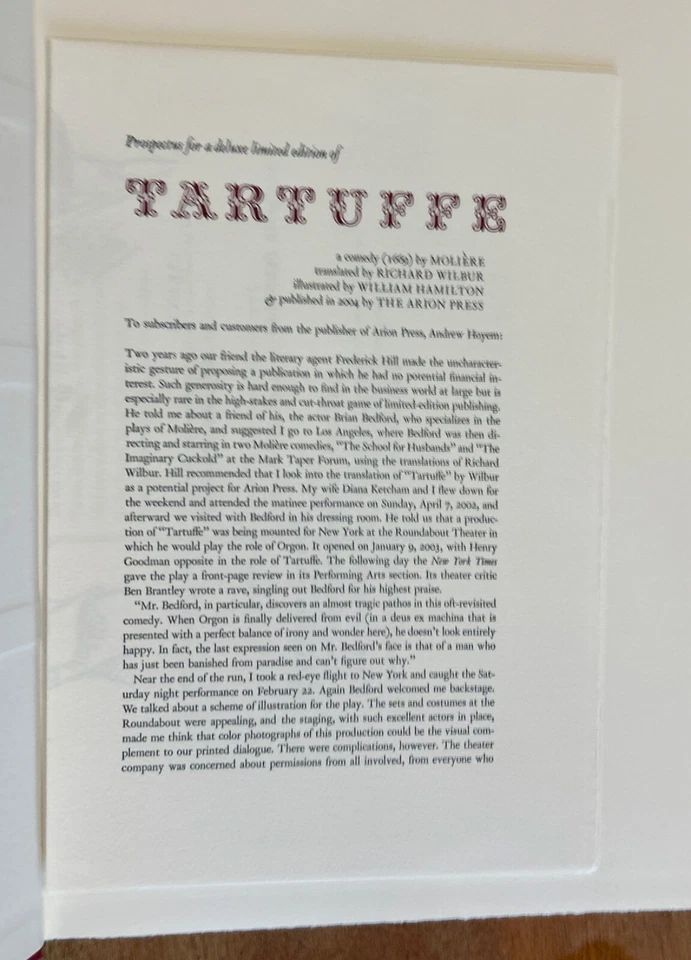 Prospectus for a deluxe limited edition of
TARTUFFE
a comedy (1669) by MOLIÈRE
translated by RICHARD WILBUR
illustrated by WILLIAM HAMILTON
& published in 2004 by THE ARION PRESS
To subscribers and customers from the publisher of Arion Press, Andrew Hoyem:
Two years ago our friend the literary agent Frederick Hill made the uncharacter-
istic gesture of proposing a publication in which he had no potential financial in-
terest. Such generosity is hard enough to find in the business world at large but is
especially rare in the high-stakes and cut-throat game of limited-edition publishing.
He told me about a friend of his, the actor Brian Bedford, who specializes in the
plays of Molière, and suggested I go to Los Angeles, where Bedford was then di-
recting and starring in two Molière comedies, “The School for Husbands” and “The
Imaginary Cuckold” at the Mark Taper Forum, using the translations of Richard
Wilbur. Hill recommended that I look into the translation of “Tartuffe” by Wilbur
as a potential project for Arion Press. My wife Diana Ketcham and I flew down for
the weekend and attended the matinee performance on Sunday, April 7, 2002, and
afterward we visited with Bedford in his dressing room. He told us that a produc-
tion of “Tartuffe” was being mounted for New York at the Roundabout Theater in
which he would play the role of Orgon. It opened on January 9, 2003, with Henry
Goodman opposite in the role of Tartuffe. The following day the New York Times
gave the play a front-page review in its Performing Arts section. Its theater critic
Ben Brantley wrote a rave, singling out Bedford for his highest praise.
“Mr. Bedford, in particular, discovers an almost tragic pathos in this oft-revisited
comedy. When Orgon is finally delivered from evil (in a deus ex machina that is
presented with a perfect balance of irony and wonder here), he doesn’t look entirely
happy. In fact, the last expression seen on Mr. Bedford’s face is that of a man who
has just been banished from paradise and can’t figure out why.”
Near the end of the run, I took a red-eye flight to New York and caught the Sat-
urday night performance on February 22. Again Bedford welcomed me backstage.
We talked about a scheme of illustration for the play. The sets and costumes at the
Roundabout were appealing, and the staging, with such excellent actors in place,
made me think that color photographs of this production could be the visual com-
plement to our printed dialogue. There were complications, however. The theater
company was concerned about permissions from all involved, from everyone who